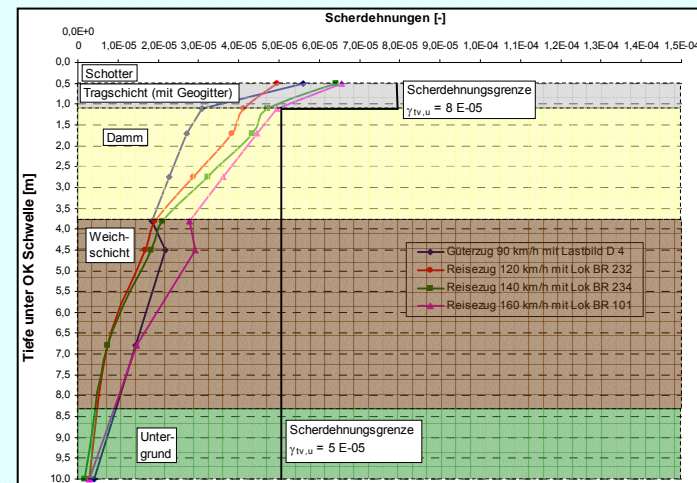 Scherdehnungen [-]
0,0E+0
1,0E-05 2,0E-05 3,0E-05 4,0E-05 5,0E-05 6,0E-05 7,0E-05 8,0E-05 9,0E-05 1,0E-04 1,1E-04 1,2E-04 1,3E-04 1,4E-04 1,5E-04
Tiefe unter OK Schwelle [m]
0,0
0,5
1,0
1,5
2,0
2,5
3,0
3,5
4,0
4,5
5,0
5,5
6,0
6,5
7,0
7,5
8,0
8,5
9,0
9,5
10,0
Schotter
Tragschicht (mit Geogitter)
Scherdehnungsgrenze
γtv,u = 8 E-05
Damm
Weich-
schicht
Güterzug 90 km/h mit Lastbild D 4
Reisezug 120 km/h mit Lok BR 232
Reisezug 140 km/h mit Lok BR 234
Reisezug 160 km/h mit Lok BR 101
Unter-
grund
Scherdehnungsgrenze
γtv,u = 5 E-05